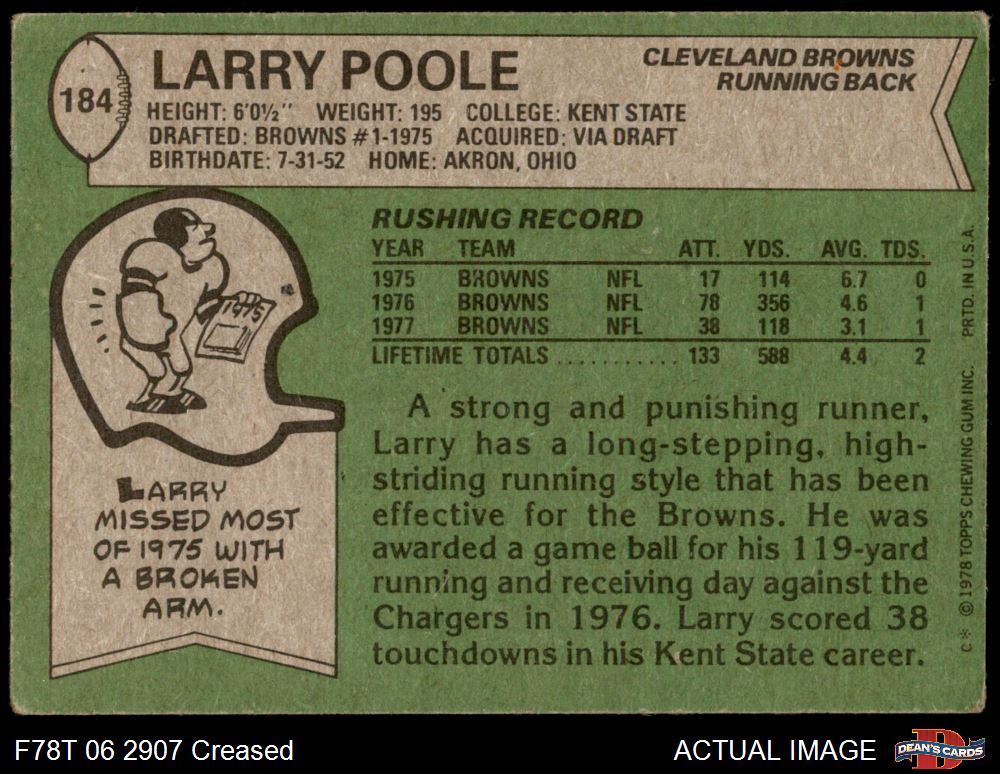 184
LARRY POOLE
CLEVELAND BROWNS
RUNNING BACK
HEIGHT: 6'0½" WEIGHT: 195 COLLEGE: KENT STATE
DRAFTED: BROWNS #1-1975 ACQUIRED: VIA DRAFT
BIRTHDATE: 7-31-52 HOME: AKRON, OHIO
1975
LARRY
MISSED MOST
OF 1975 WITH
A BROKEN
ARM.
RUSHING RECORD
YEAR TEAM ATT. YDS. AVG. TDS.
1975 BROWNS NFL 17 114 6.7 0
1976 BROWNS NFL 78 356 4.6 1
1977 BROWNS NFL 38 118 3.1 1
LIFETIME TOTALS ............ 133 588 4.4 2
A strong and punishing runner,
Larry has a long-stepping, high-
striding running style that has been
effective for the Browns. He was
awarded a game ball for his 119-yard
running and receiving day against the
Chargers in 1976. Larry scored 38
touchdowns in his Kent State career.
C* © 1978 TOPPS CHEWING GUM INC. PRTD. IN U.S.A.
F78T 06 2907 Creased
ACTUAL IMAGE
D
DEAN'S CARDS